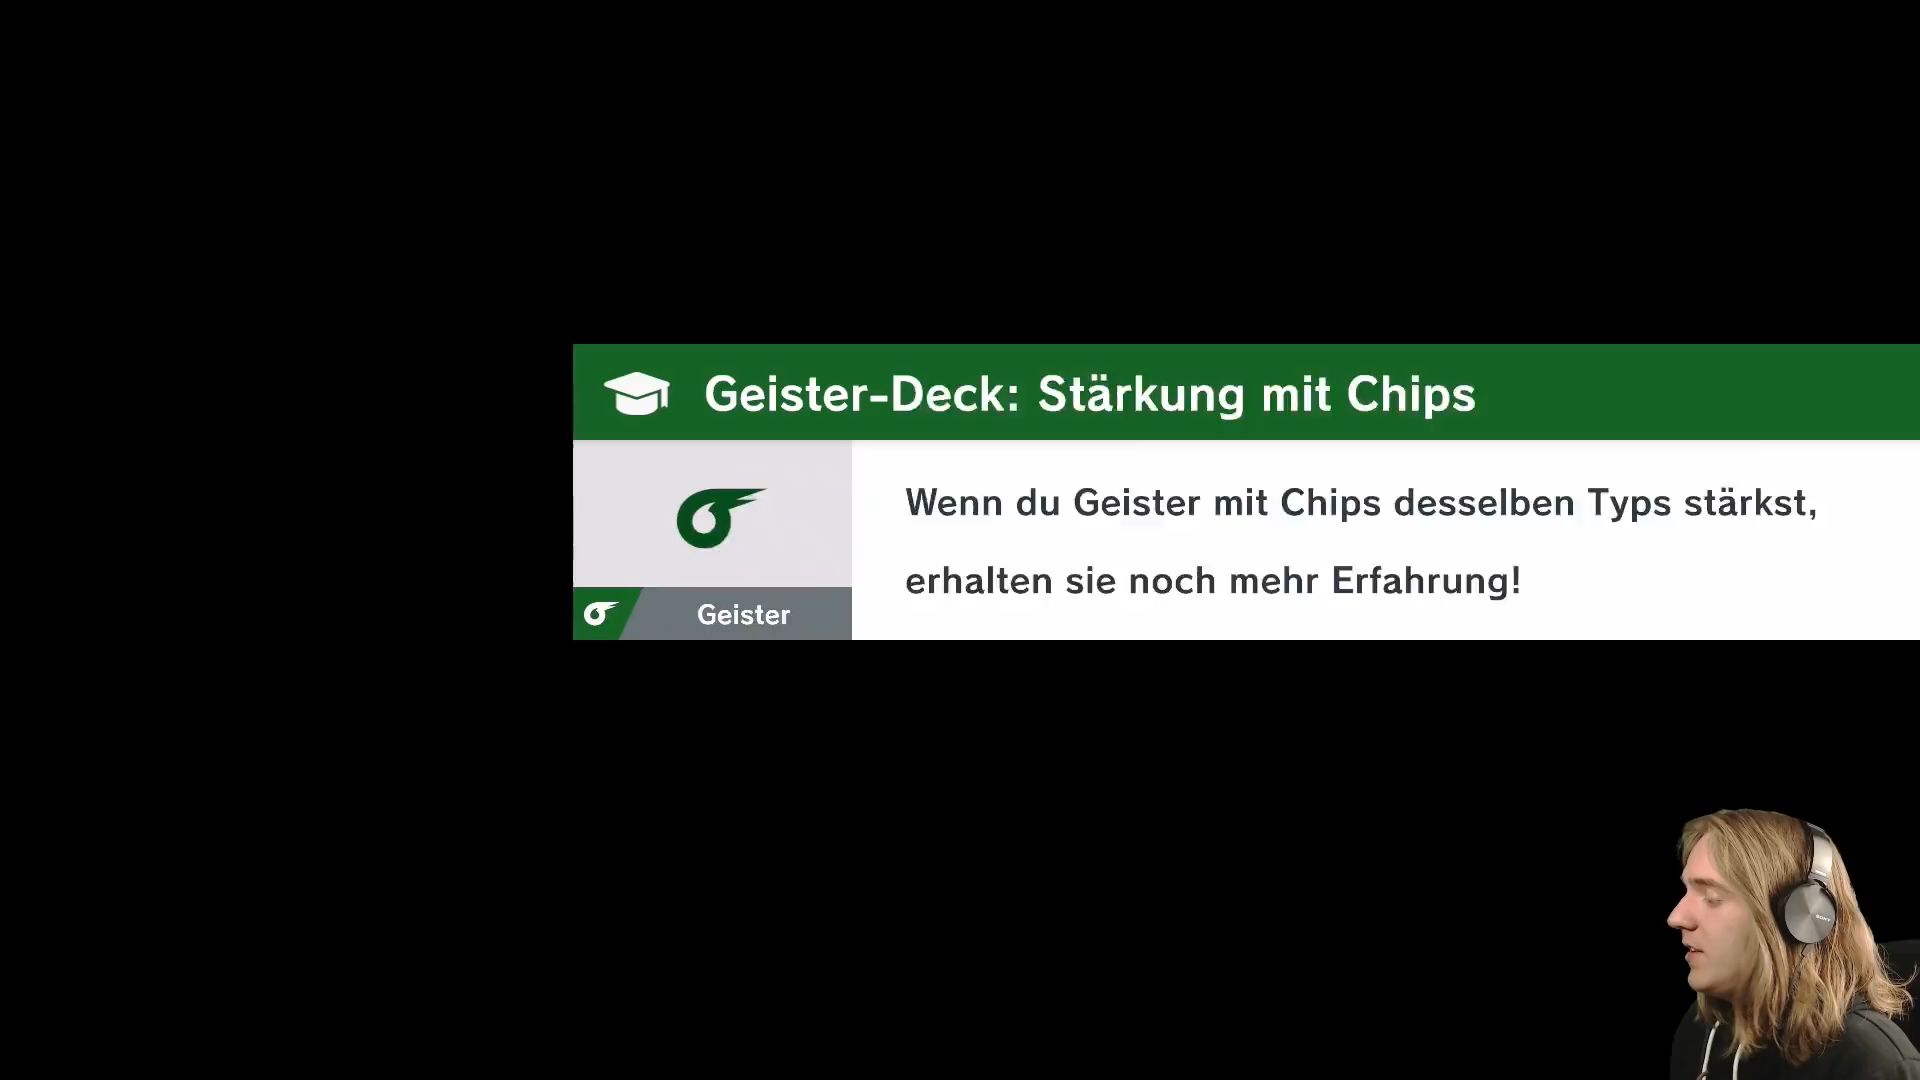 Geister-Deck: Stärkung mit Chips
Wenn du Geister mit Chips desselben Typs stärkst,
erhalten sie noch mehr Erfahrung!
Geister
SONY